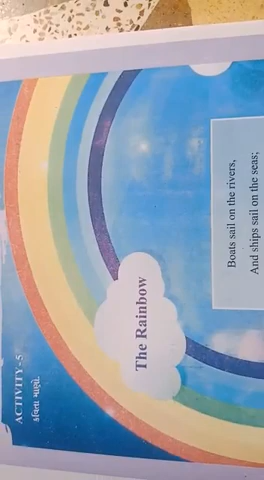 ACTIVITY - 5
કવિતા માણો.
The Rainbow
Boats sail on the rivers,
And ships sail on the seas;